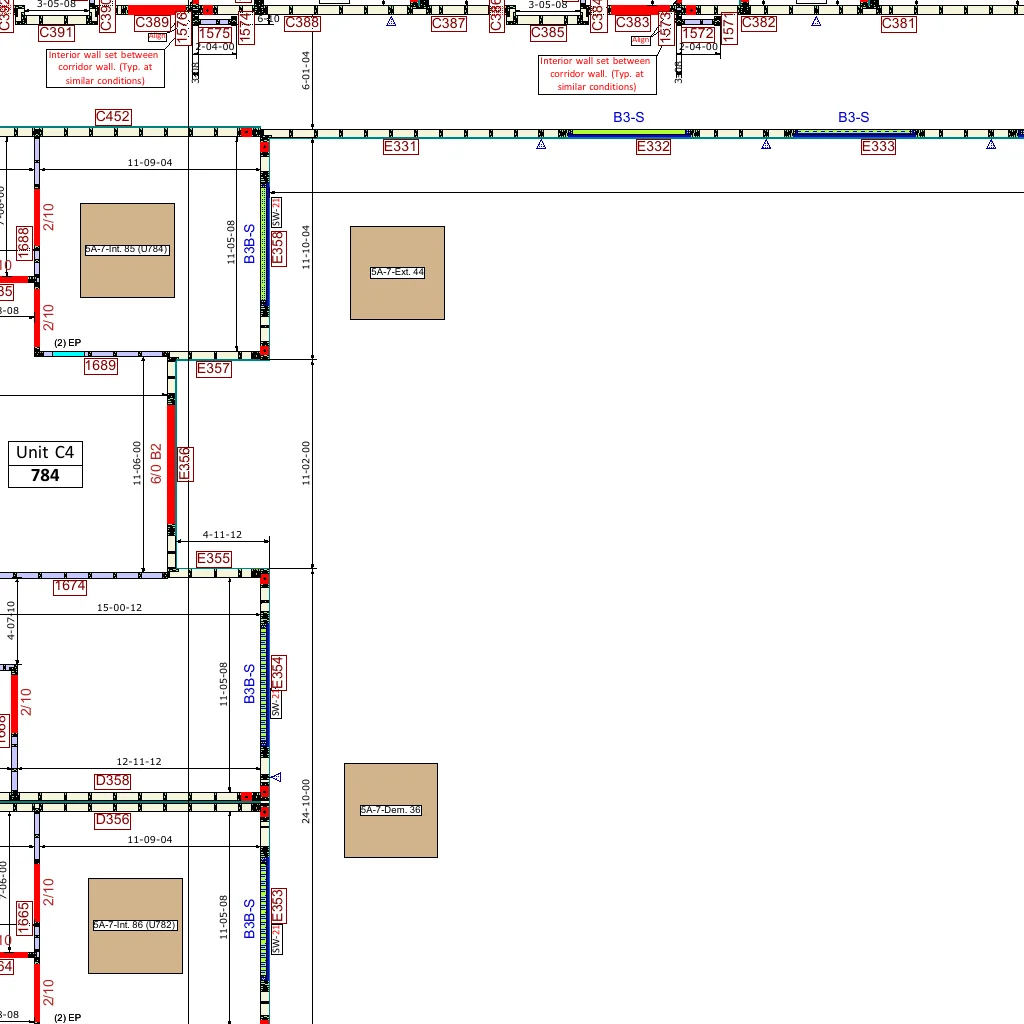 3-05-08
C391
C389
Align
1576
1575
2-04-00
1574
6-10
C388
C387
3-05-08
C385
C383
Align
1573
1572
2-04-00
1571
C382
C381
Interior wall set between
corridor wall. (Typ. at
similar conditions)
Interior wall set between
corridor wall. (Typ. at
similar conditions)
6-01-04
C452
B3-S
B3-S
E331
E332
E333
11-09-04
2/10
1688
5A-7-Int. 85 (U784)
11-05-08
B3B-S
SW-21
E358
11-10-04
5A-7-Ext. 44
2/10
(2) EP
1689
E357
Unit C4
784
11-06-00
6/0 B2
E356
11-02-00
4-11-12
E355
1674
4-07-10
15-00-12
2/10
11-05-08
B3B-S
E354
12-11-12
D358
24-10-00
5A-7-Dem. 36
D356
11-09-04
7-06-00
2/10
1665
5A-7-Int. 86 (U782)
11-05-08
B3B-S
E353
SW-21
2/10
(2) EP